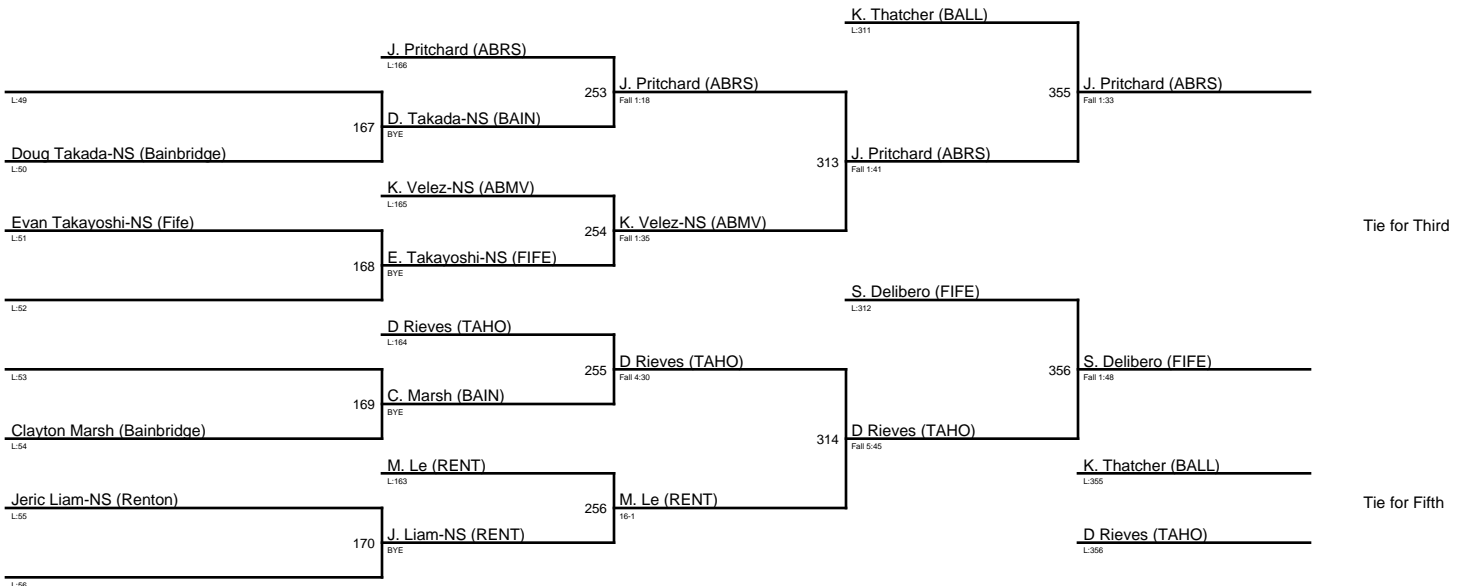 K. Thatcher (BALL)
L:311
J. Pritchard (ABRS)
L:166
J. Pritchard (ABRS)
Fall 1:18
J. Pritchard (ABRS)
Fall 1:33
L:49
253
355
167
D. Takada-NS (BAIN)
BYE
Doug Takada-NS (Bainbridge)
L:50
313
J. Pritchard (ABRS)
Fall 1:41
K. Velez-NS (ABMV)
L:165
Evan Takayoshi-NS (Fife)
L:51
254
K. Velez-NS (ABMV)
Fall 1:35
Tie for Third
168
E. Takayoshi-NS (FIFE)
BYE
L:52
S. Delibero (FIFE)
L:312
D Rieves (TAHO)
L:164
L:53
255
D Rieves (TAHO)
Fall 4:30
356
S. Delibero (FIFE)
Fall 1:48
169
C. Marsh (BAIN)
BYE
Clayton Marsh (Bainbridge)
L:54
314
D Rieves (TAHO)
Fall 5:45
M. Le (RENT)
L:163
K. Thatcher (BALL)
L:355
Jeric Liam-NS (Renton)
L:55
256
M. Le (RENT)
16-1
Tie for Fifth
170
J. Liam-NS (RENT)
BYE
D Rieves (TAHO)
L:356
L:56